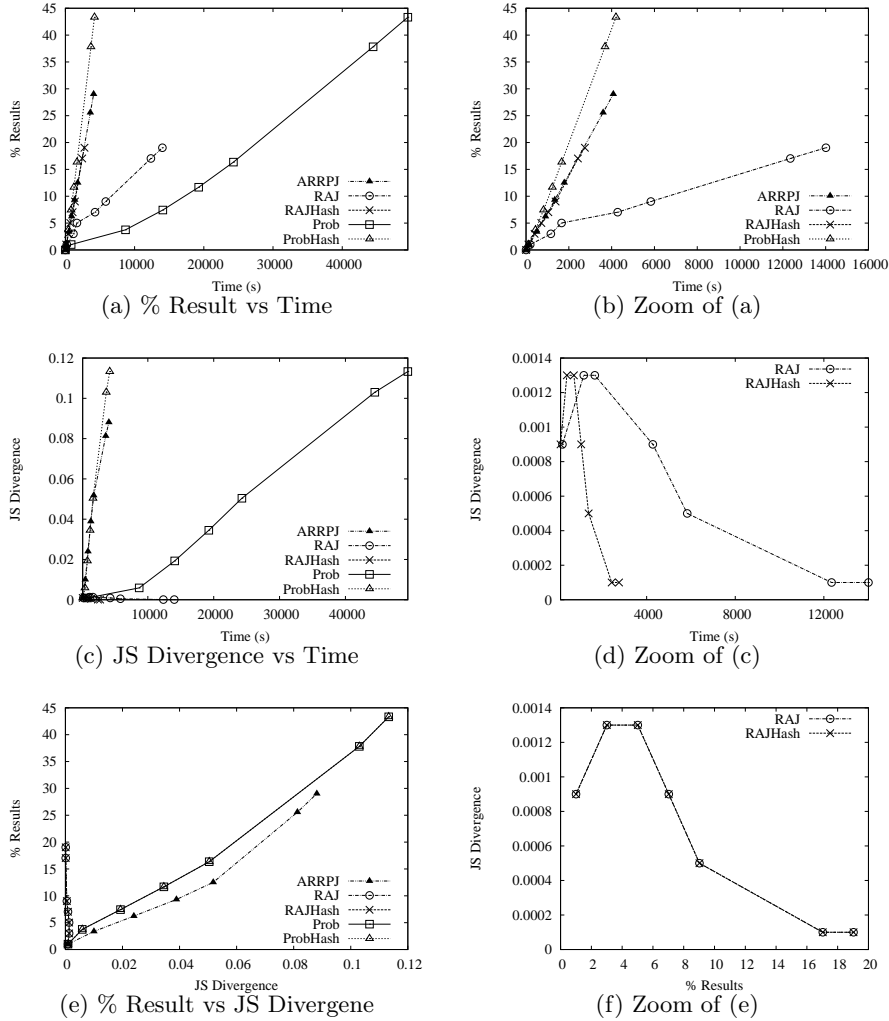 45
40
35
30
25
20
15
10
5
0
% Results
ARRPJ
RAJ
RAJHash
Prob
ProbHash
0 10000 20000 30000 40000
Time (s)
(a) % Result vs Time
45
40
35
30
25
20
15
10
5
0
% Results
ARRPJ
RAJ
RAJHash
ProbHash
0 2000 4000 6000 8000 10000 12000 14000 16000
Time (s)
(b) Zoom of (a)
0.12
0.1
0.08
0.06
0.04
0.02
0
JS Divergence
ARRPJ
RAJ
RAJHash
Prob
ProbHash
10000 20000 30000 40000
Time (s)
(c) JS Divergence vs Time
0.0014
0.0012
0.001
0.0008
0.0006
0.0004
0.0002
0
JS Divergence
RAJ
RAJHash
4000 8000 12000
Time (s)
(d) Zoom of (c)
45
40
35
30
25
20
15
10
5
0
% Results
ARRPJ
RAJ
RAJHash
Prob
ProbHash
0 0.02 0.04 0.06 0.08 0.1 0.12
JS Divergence
(e) % Result vs JS Divergene
0.0014
0.0012
0.001
0.0008
0.0006
0.0004
0.0002
0
JS Divergence
RAJ
RAJHash
0 2 4 6 8 10 12 14 16 18 20
% Results
(f) Zoom of (e)